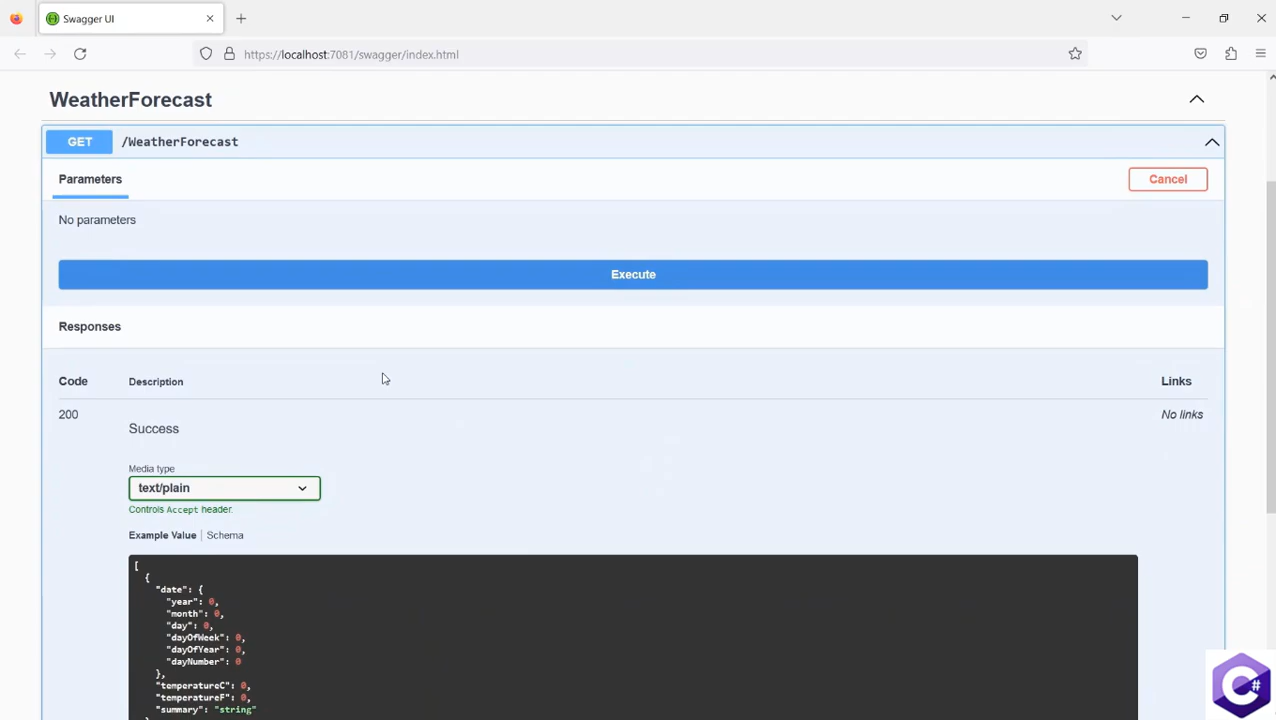 Swagger UI
https://localhost:7081/swagger/index.html
WeatherForecast
GET /WeatherForecast
Parameters
Cancel
No parameters
Execute
Responses
Code Description Links
200 Success No links
Media type
text/plain
Controls Accept header.
Example Value | Schema
[
{
"date": {
"year": 0,
"month": 0,
"day": 0,
"dayOfWeek": 0,
"dayOfYear": 0,
"dayNumber": 0
},
"temperatureC": 0,
"temperatureF": 0,
"summary": "string"
C#